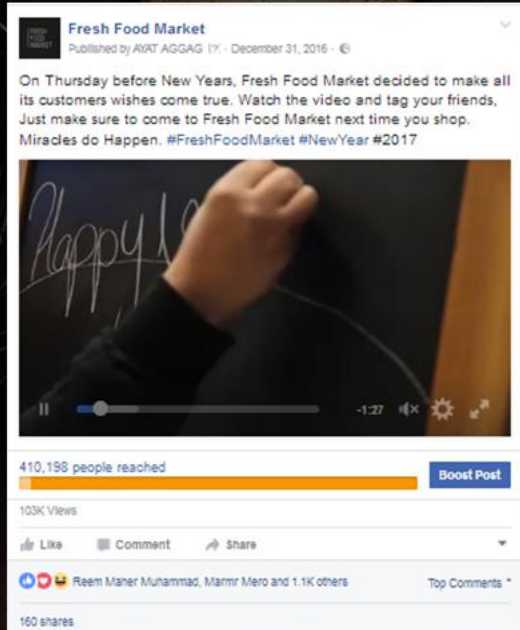 FRESH
FOOD
MARKET
Fresh Food Market
Published by AYAT AGGAG [?] · December 31, 2016 ·
On Thursday before New Years, Fresh Food Market decided to make all
its customers wishes come true. Watch the video and tag your friends,
Just make sure to come to Fresh Food Market next time you shop.
Miracles do Happen. #FreshFoodMarket #NewYear #2017
Happy
-1:27
410,198 people reached
Boost Post
103K Views
Like Comment Share
Reem Maher Muhammad, Marmr Mero and 1.1K others
Top Comments
160 shares